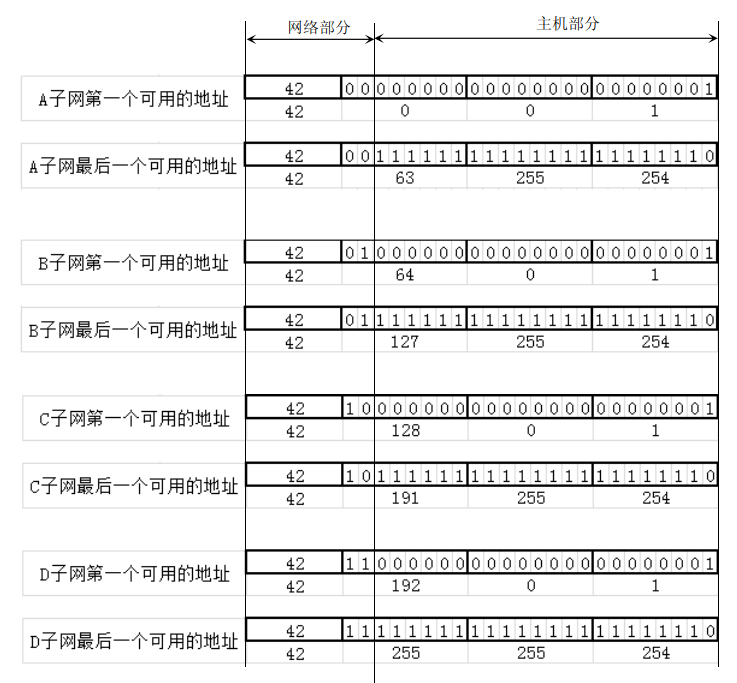 网络部分 主机部分
42 0 0 0 0 0 0 0 0 0 0 0 0 0 0 0 0 0 0 0 0 0 0 0 1
A子网第一个可用的地址
42 0 0 1
42 0 0 1 1 1 1 1 1 1 1 1 1 1 1 1 1 1 1 1 1 1 1 1 0
A子网最后一个可用的地址
42 63 255 254
42 0 1 0 0 0 0 0 0 0 0 0 0 0 0 0 0 0 0 0 0 0 0 0 1
B子网第一个可用的地址
42 64 0 1
42 0 1 1 1 1 1 1 1 1 1 1 1 1 1 1 1 1 1 1 1 1 1 1 0
B子网最后一个可用的地址
42 127 255 254
42 1 0 0 0 0 0 0 0 0 0 0 0 0 0 0 0 0 0 0 0 0 0 0 1
C子网第一个可用的地址
42 128 0 1
42 1 0 1 1 1 1 1 1 1 1 1 1 1 1 1 1 1 1 1 1 1 1 1 0
C子网最后一个可用的地址
42 191 255 254
42 1 1 0 0 0 0 0 0 0 0 0 0 0 0 0 0 0 0 0 0 0 0 0 1
D子网第一个可用的地址
42 192 0 1
42 1 1 1 1 1 1 1 1 1 1 1 1 1 1 1 1 1 1 1 1 1 1 1 0
D子网最后一个可用的地址
42 255 255 254